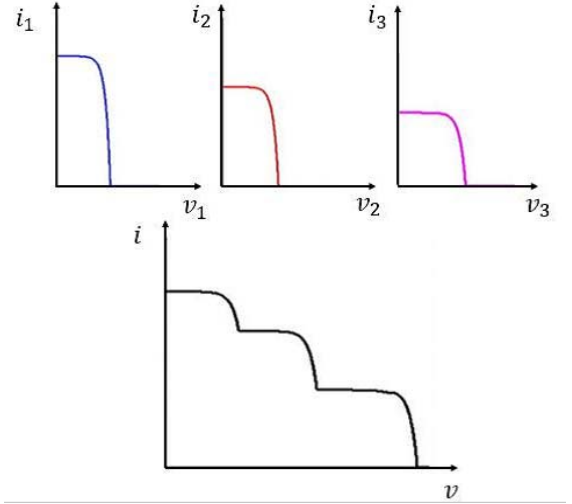 i₁
i₂
i₃
v₁
v₂
v₃
i
v